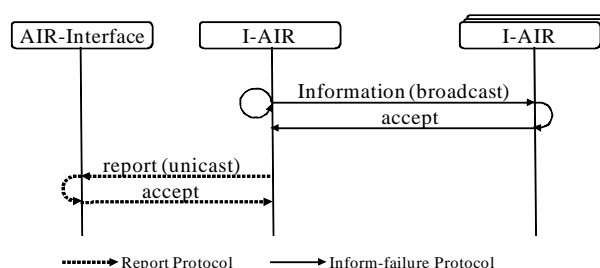 AIR-Interface I-AIR I-AIR
Information (broadcast)
accept
report (unicast)
accept
Report Protocol Inform-failure Protocol